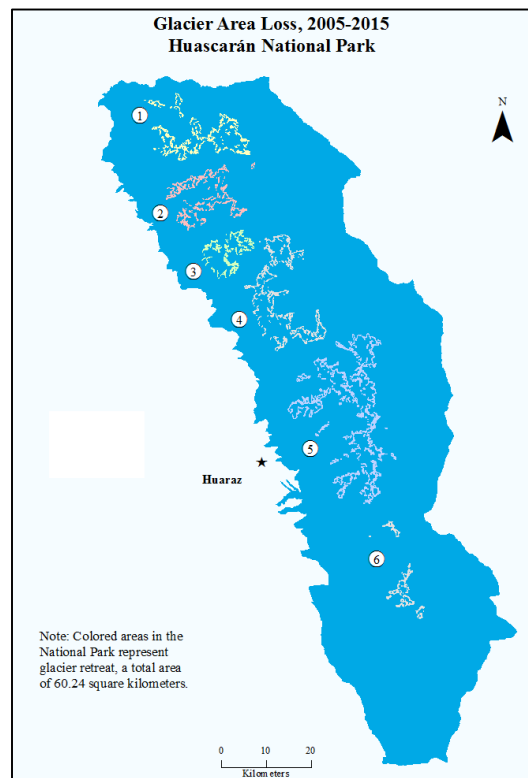 Glacier Area Loss, 2005-2015
Huascarán National Park
N
1
2
3
4
5
Huaraz
6
Note: Colored areas in the
National Park represent
glacier retreat, a total area
of 60.24 square kilometers.
0 10 20
Kilometers